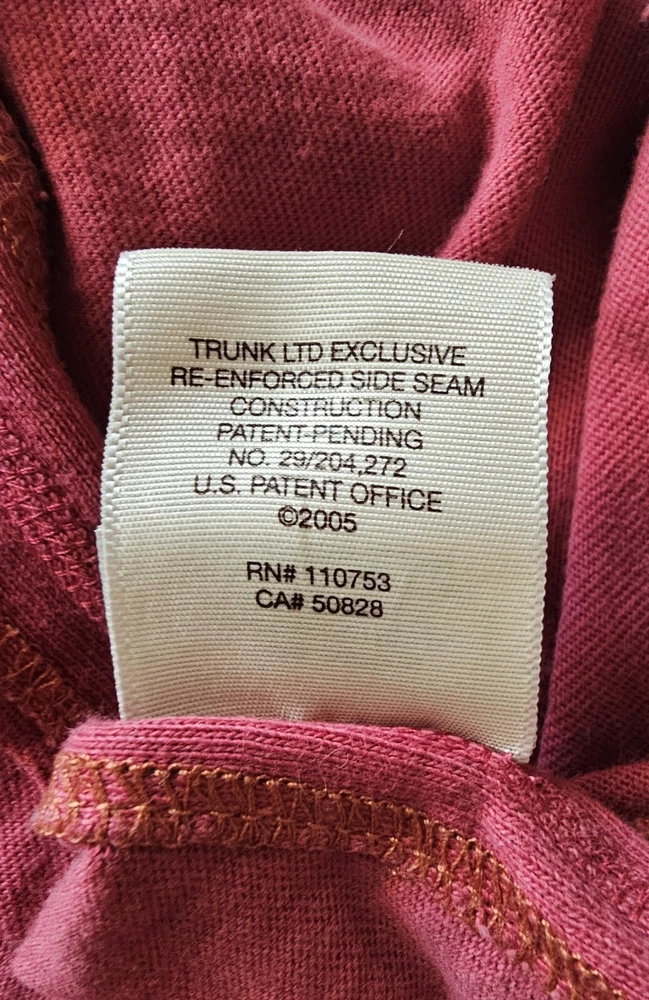 TRUNK LTD EXCLUSIVE
RE-ENFORCED SIDE SEAM
CONSTRUCTION
PATENT-PENDING
NO. 29/204,272
U.S. PATENT OFFICE
©2005
RN# 110753
CA# 50828